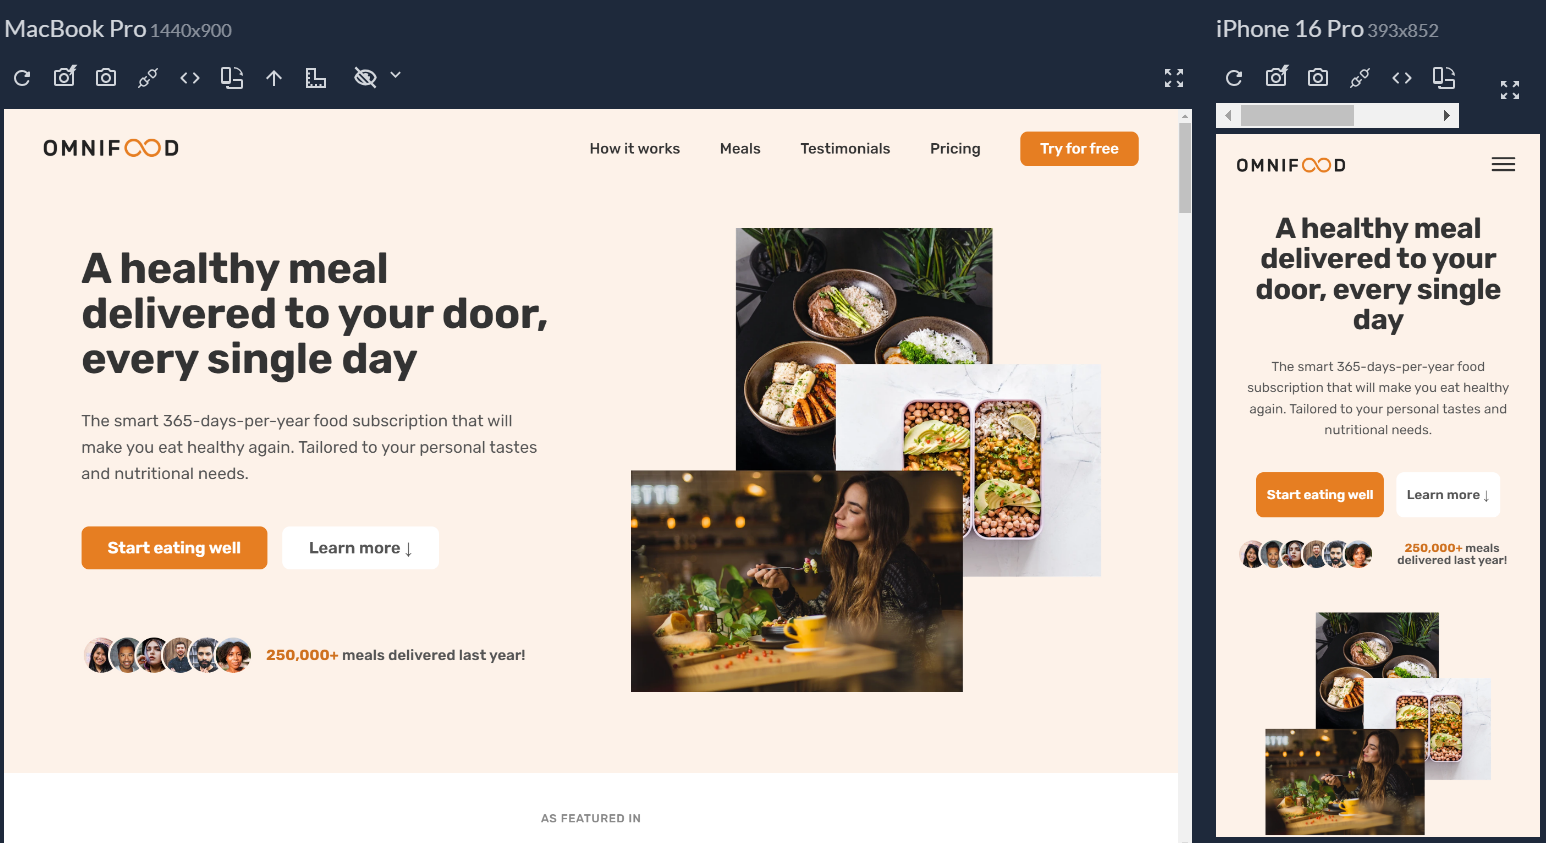 MacBook Pro 1440x900
OMNIFOOD
How it works Meals Testimonials Pricing Try for free
A healthy meal
delivered to your door,
every single day
The smart 365-days-per-year food subscription that will
make you eat healthy again. Tailored to your personal tastes
and nutritional needs.
Start eating well Learn more ↓
250,000+ meals delivered last year!
AS FEATURED IN
iPhone 16 Pro 393x852
OMNIFOOD
A healthy meal
delivered to your
door, every single
day
The smart 365-days-per-year food
subscription that will make you eat healthy
again. Tailored to your personal tastes and
nutritional needs.
Start eating well Learn more ↓
250,000+ meals
delivered last year!